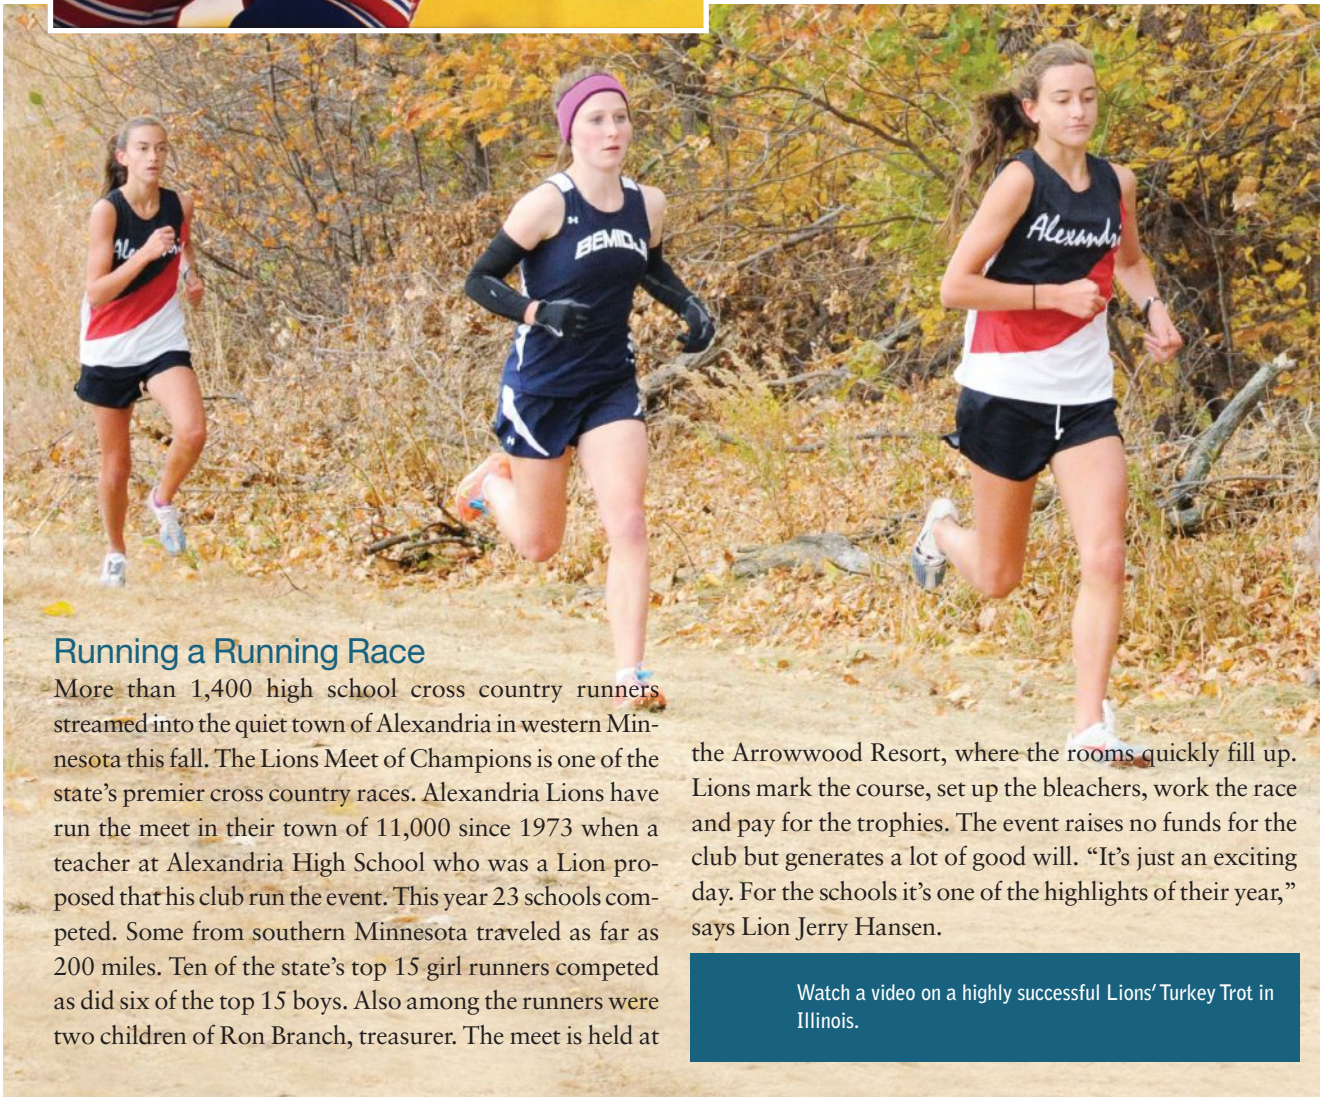 Alexandri
BEMIDJ
Alexandri
Running a Running Race
More than 1,400 high school cross country runners
streamed into the quiet town of Alexandria in western Min-
nesota this fall. The Lions Meet of Champions is one of the
state’s premier cross country races. Alexandria Lions have
run the meet in their town of 11,000 since 1973 when a
teacher at Alexandria High School who was a Lion pro-
posed that his club run the event. This year 23 schools com-
peted. Some from southern Minnesota traveled as far as
200 miles. Ten of the state’s top 15 girl runners competed
as did six of the top 15 boys. Also among the runners were
two children of Ron Branch, treasurer. The meet is held at
the Arrowwood Resort, where the rooms quickly fill up.
Lions mark the course, set up the bleachers, work the race
and pay for the trophies. The event raises no funds for the
club but generates a lot of good will. “It’s just an exciting
day. For the schools it’s one of the highlights of their year,”
says Lion Jerry Hansen.
Watch a video on a highly successful Lions’ Turkey Trot in
Illinois.